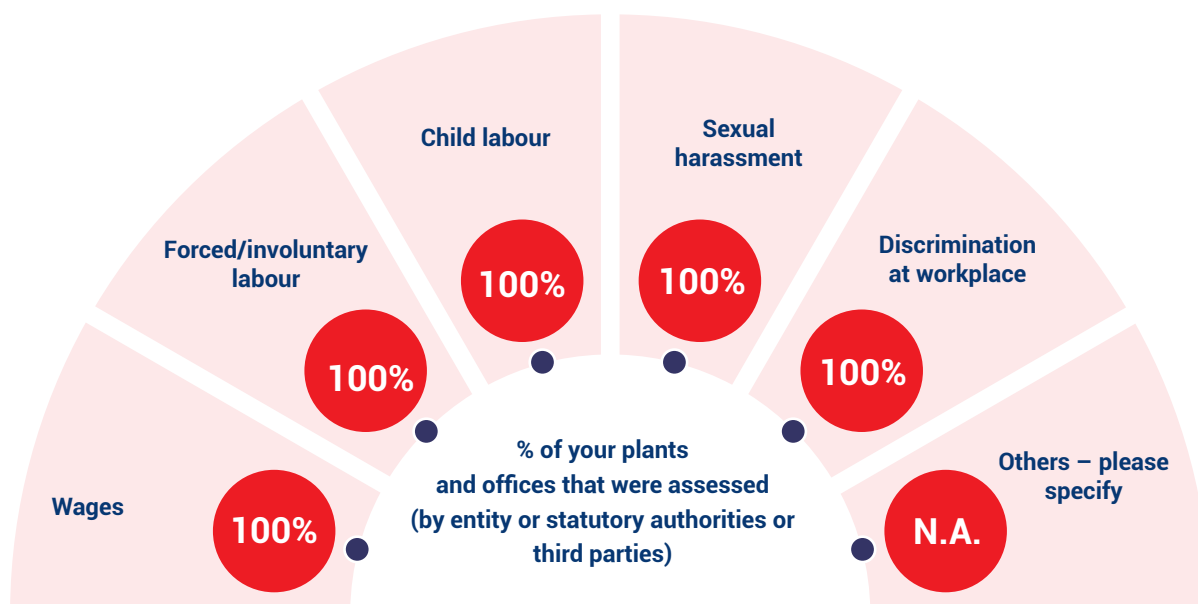 Wages
100%
Forced/involuntary
labour
100%
Child labour
100%
Sexual
harassment
100%
Discrimination
at workplace
100%
Others – please
specify
N.A.
% of your plants
and offices that were assessed
(by entity or statutory authorities or
third parties)